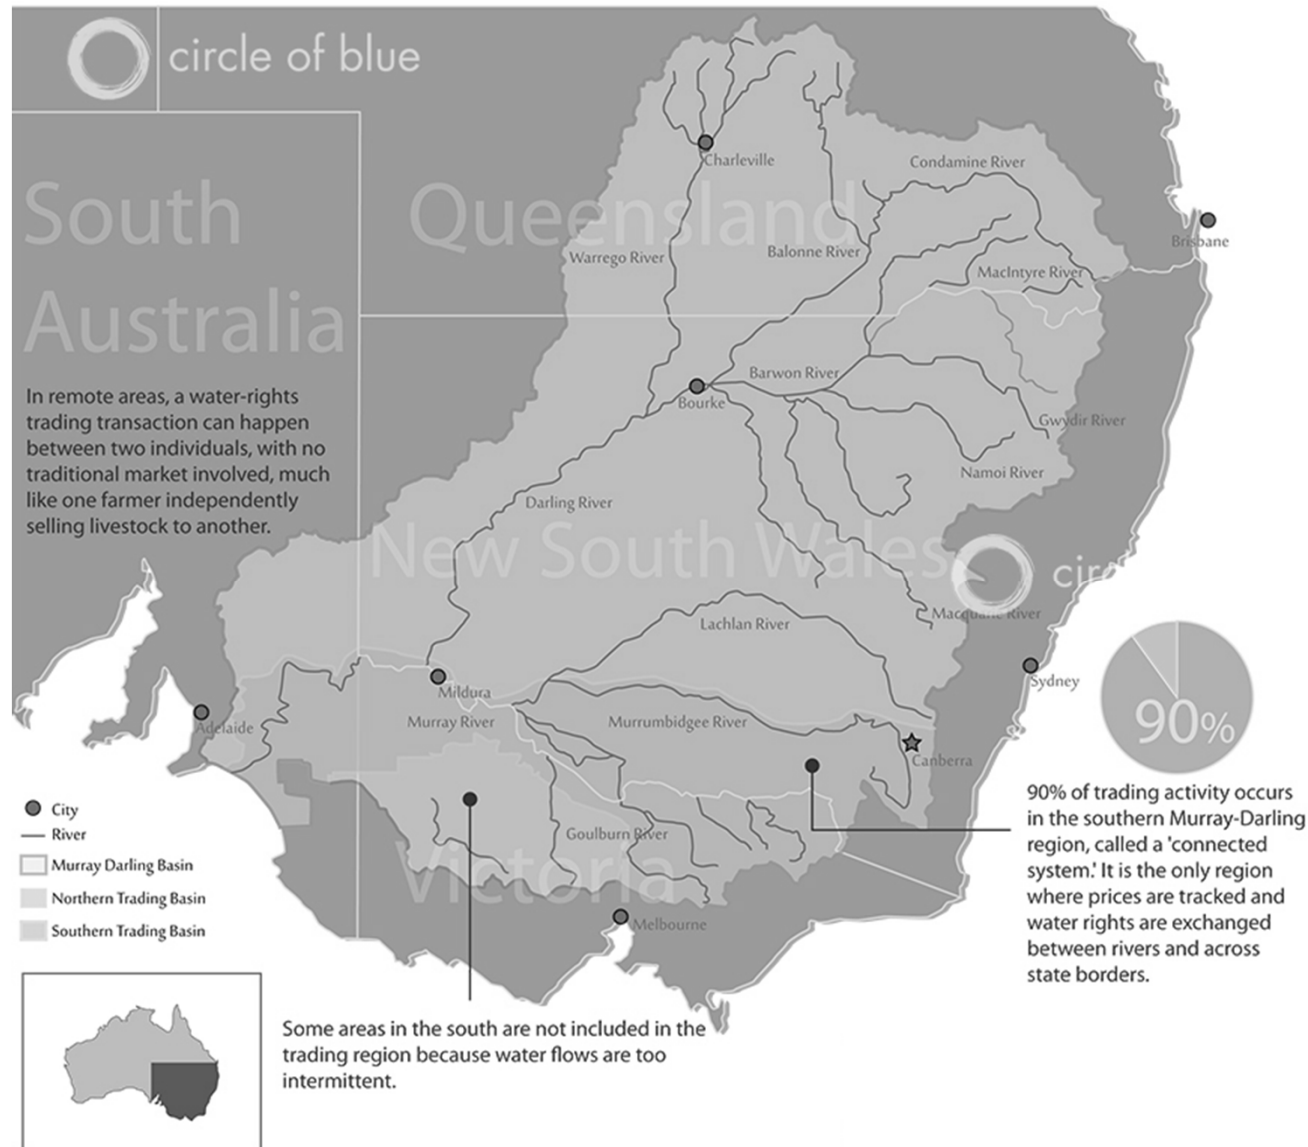 circle of blue
South
Australia
Queensland
Charleville
Condamine River
Brisbane
Warrego River
Balonne River
MacIntyre River
In remote areas, a water-rights
trading transaction can happen
between two individuals, with no
traditional market involved, much
like one farmer independently
selling livestock to another.
Barwon River
Bourke
Gwydir River
Namoi River
Darling River
New South Wales
circ
Macquarie River
Lachlan River
Sydney
Mildura
Adelaide
Murray River
Murrumbidgee River
Canberra
90%
90% of trading activity occurs
in the southern Murray-Darling
region, called a 'connected
system.' It is the only region
where prices are tracked and
water rights are exchanged
between rivers and across
state borders.
Goulburn River
Victoria
Melbourne
City
River
Murray Darling Basin
Northern Trading Basin
Southern Trading Basin
Some areas in the south are not included in the
trading region because water flows are too
intermittent.